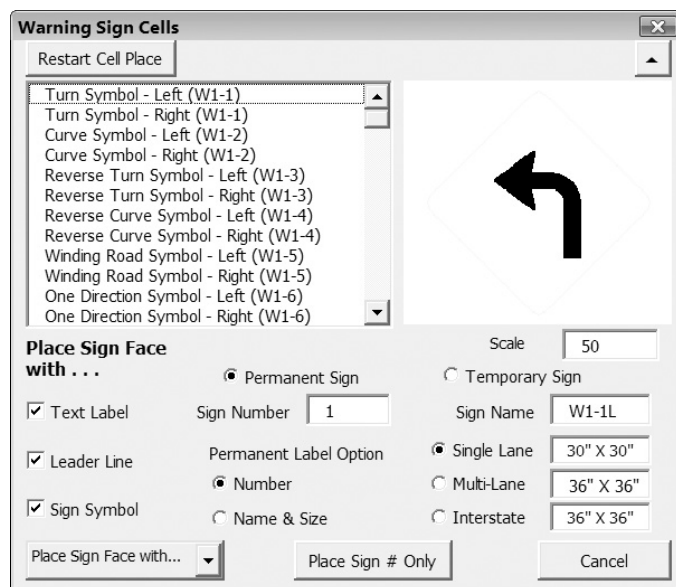 Warning Sign Cells
Restart Cell Place
Turn Symbol - Left (W1-1)
Turn Symbol - Right (W1-1)
Curve Symbol - Left (W1-2)
Curve Symbol - Right (W1-2)
Reverse Turn Symbol - Left (W1-3)
Reverse Turn Symbol - Right (W1-3)
Reverse Curve Symbol - Left (W1-4)
Reverse Curve Symbol - Right (W1-4)
Winding Road Symbol - Left (W1-5)
Winding Road Symbol - Right (W1-5)
One Direction Symbol - Left (W1-6)
One Direction Symbol - Right (W1-6)
Place Sign Face
with . . .
Scale 50
Permanent Sign Temporary Sign
Text Label Sign Number 1 Sign Name W1-1L
Leader Line Permanent Label Option Single Lane 30" X 30"
Number Multi-Lane 36" X 36"
Sign Symbol Name & Size Interstate 36" X 36"
Place Sign Face with... Place Sign # Only Cancel